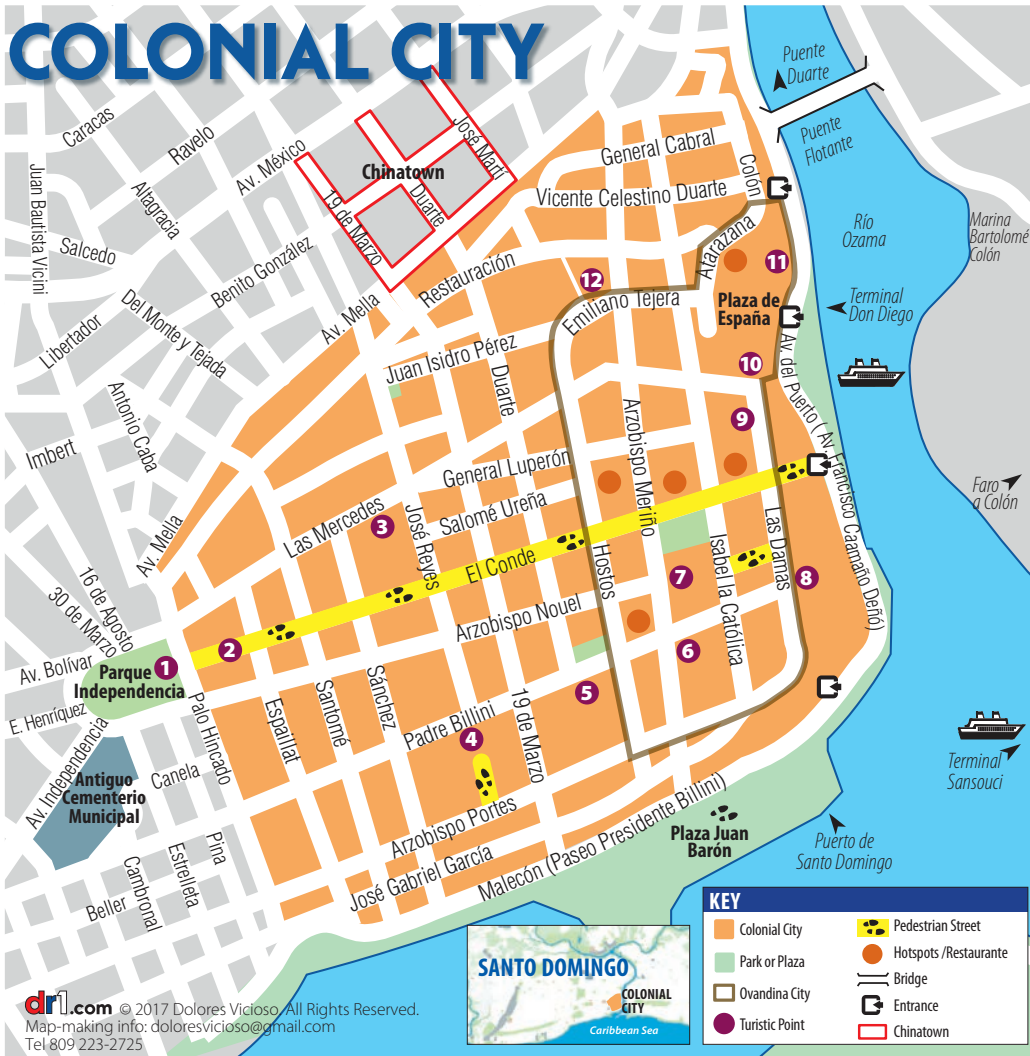 COLONIAL CITY
Puente
Duarte
Puente
Flotante
Caracas
Ravelo
Av. México
José Martí
Chinatown
General Cabral
Colón
Juan Bautista Vicini
Altagracia
19 de Marzo
Duarte
Vicente Celestino Duarte
Río
Ozama
Marina
Bartolomé
Colón
Salcedo
Benito González
Restauración
Atarazana
11
12
Libertador
Del Monte y Tejada
Av. Mella
Emiliano Tejera
Plaza de
España
Terminal
Don Diego
Juan Isidro Pérez
10
Av. del Puerto ( Av. Francisco Caamaño Deñó)
Antonio Caba
Duarte
Arzobispo Meriño
9
Imbert
General Luperón
Faro
a Colón
Las Mercedes
3
José Reyes
Salomé Ureña
Las Damas
Av. Mella
El Conde
Hostos
Isabel la Católica
16 de Agosto
30 de Marzo
7
8
Arzobispo Nouel
Av. Bolívar
1
2
6
Parque
Independencia
E. Henríquez
Palo Hincado
Espaillat
Santomé
Sánchez
Padre Billini
4
19 de Marzo
5
Av. Independencia
Canela
Antiguo
Cementerio
Municipal
Terminal
Sansouci
Arzobispo Portes
Malecón (Paseo Presidente Billini)
Plaza Juan
Barón
Puerto de
Santo Domingo
Pina
Estrelleta
Cambronal
Beller
José Gabriel García
KEY
Colonial City
Park or Plaza
Ovandina City
Turistic Point
Pedestrian Street
Hotspots /Restaurante
Bridge
Entrance
Chinatown
SANTO DOMINGO
COLONIAL
CITY
Caribbean Sea
dr1.com © 2017 Dolores Vicioso. All Rights Reserved.
Map-making info: doloresvicioso@gmail.com
Tel 809 223-2725